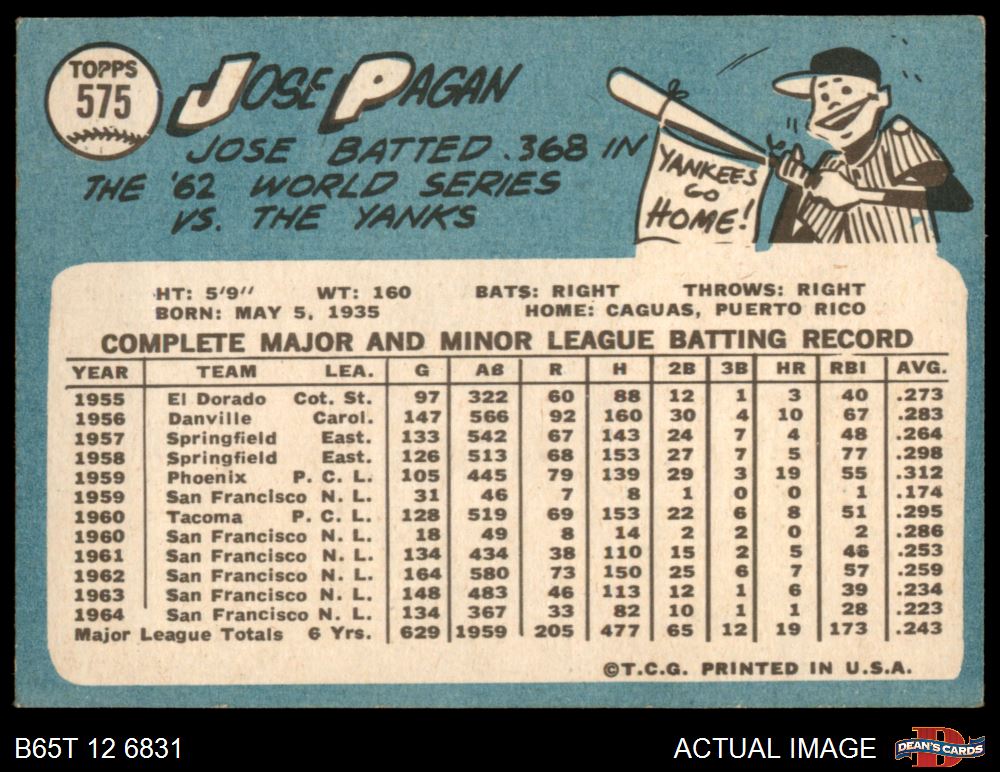 TOPPS
575
JOSE PAGAN
JOSE BATTED .368 IN
THE '62 WORLD SERIES
VS. THE YANKS
YANKEES
GO
HOME!
HT: 5'9" WT: 160 BATS: RIGHT THROWS: RIGHT
BORN: MAY 5, 1935 HOME: CAGUAS, PUERTO RICO
COMPLETE MAJOR AND MINOR LEAGUE BATTING RECORD
YEAR TEAM LEA. G AB R H 2B 3B HR RBI AVG.
1955 El Dorado Cot. St. 97 322 60 88 12 1 3 40 .273
1956 Danville Carol. 147 566 92 160 30 4 10 67 .283
1957 Springfield East. 133 542 67 143 24 7 4 48 .264
1958 Springfield East. 126 513 68 153 27 7 5 77 .298
1959 Phoenix P. C. L. 105 445 79 139 29 3 19 55 .312
1959 San Francisco N. L. 31 46 7 8 1 0 0 1 .174
1960 Tacoma P. C. L. 128 519 69 153 22 6 8 51 .295
1960 San Francisco N. L. 18 49 8 14 2 2 0 2 .286
1961 San Francisco N. L. 134 434 38 110 15 2 5 46 .253
1962 San Francisco N. L. 164 580 73 150 25 6 7 57 .259
1963 San Francisco N. L. 148 483 46 113 12 1 6 39 .234
1964 San Francisco N. L. 134 367 33 82 10 1 1 28 .223
Major League Totals 6 Yrs. 629 1959 205 477 65 12 19 173 .243
©T.C.G. PRINTED IN U.S.A.
B65T 12 6831 ACTUAL IMAGE
D
DEAN'S CARDS